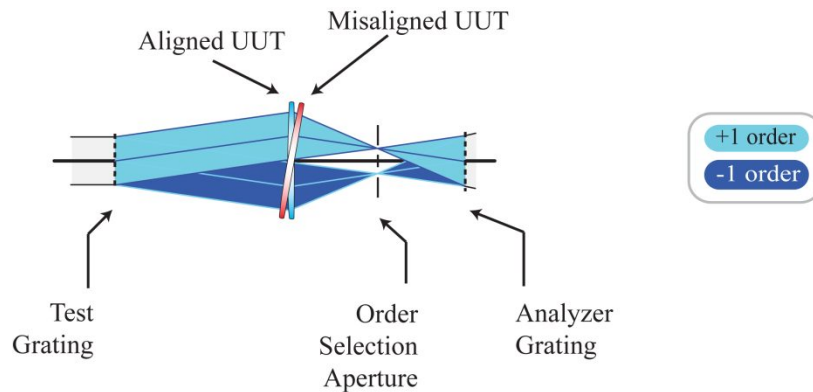 Misaligned UUT
Aligned UUT
+1 order
-1 order
Test
Grating
Order
Selection
Aperture
Analyzer
Grating